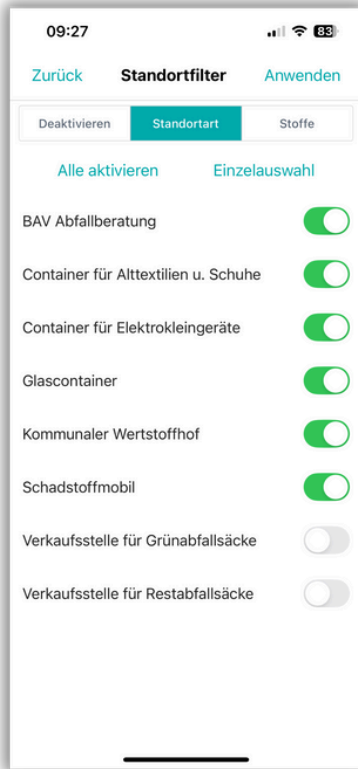 09:27 83
Zurück Standortfilter Anwenden
Deaktivieren Standortart Stoffe
Alle aktivieren Einzelauswahl
BAV Abfallberatung
Container für Alttextilien u. Schuhe
Container für Elektrokleingeräte
Glascontainer
Kommunaler Wertstoffhof
Schadstoffmobil
Verkaufsstelle für Grünabfallsäcke
Verkaufsstelle für Restabfallsäcke